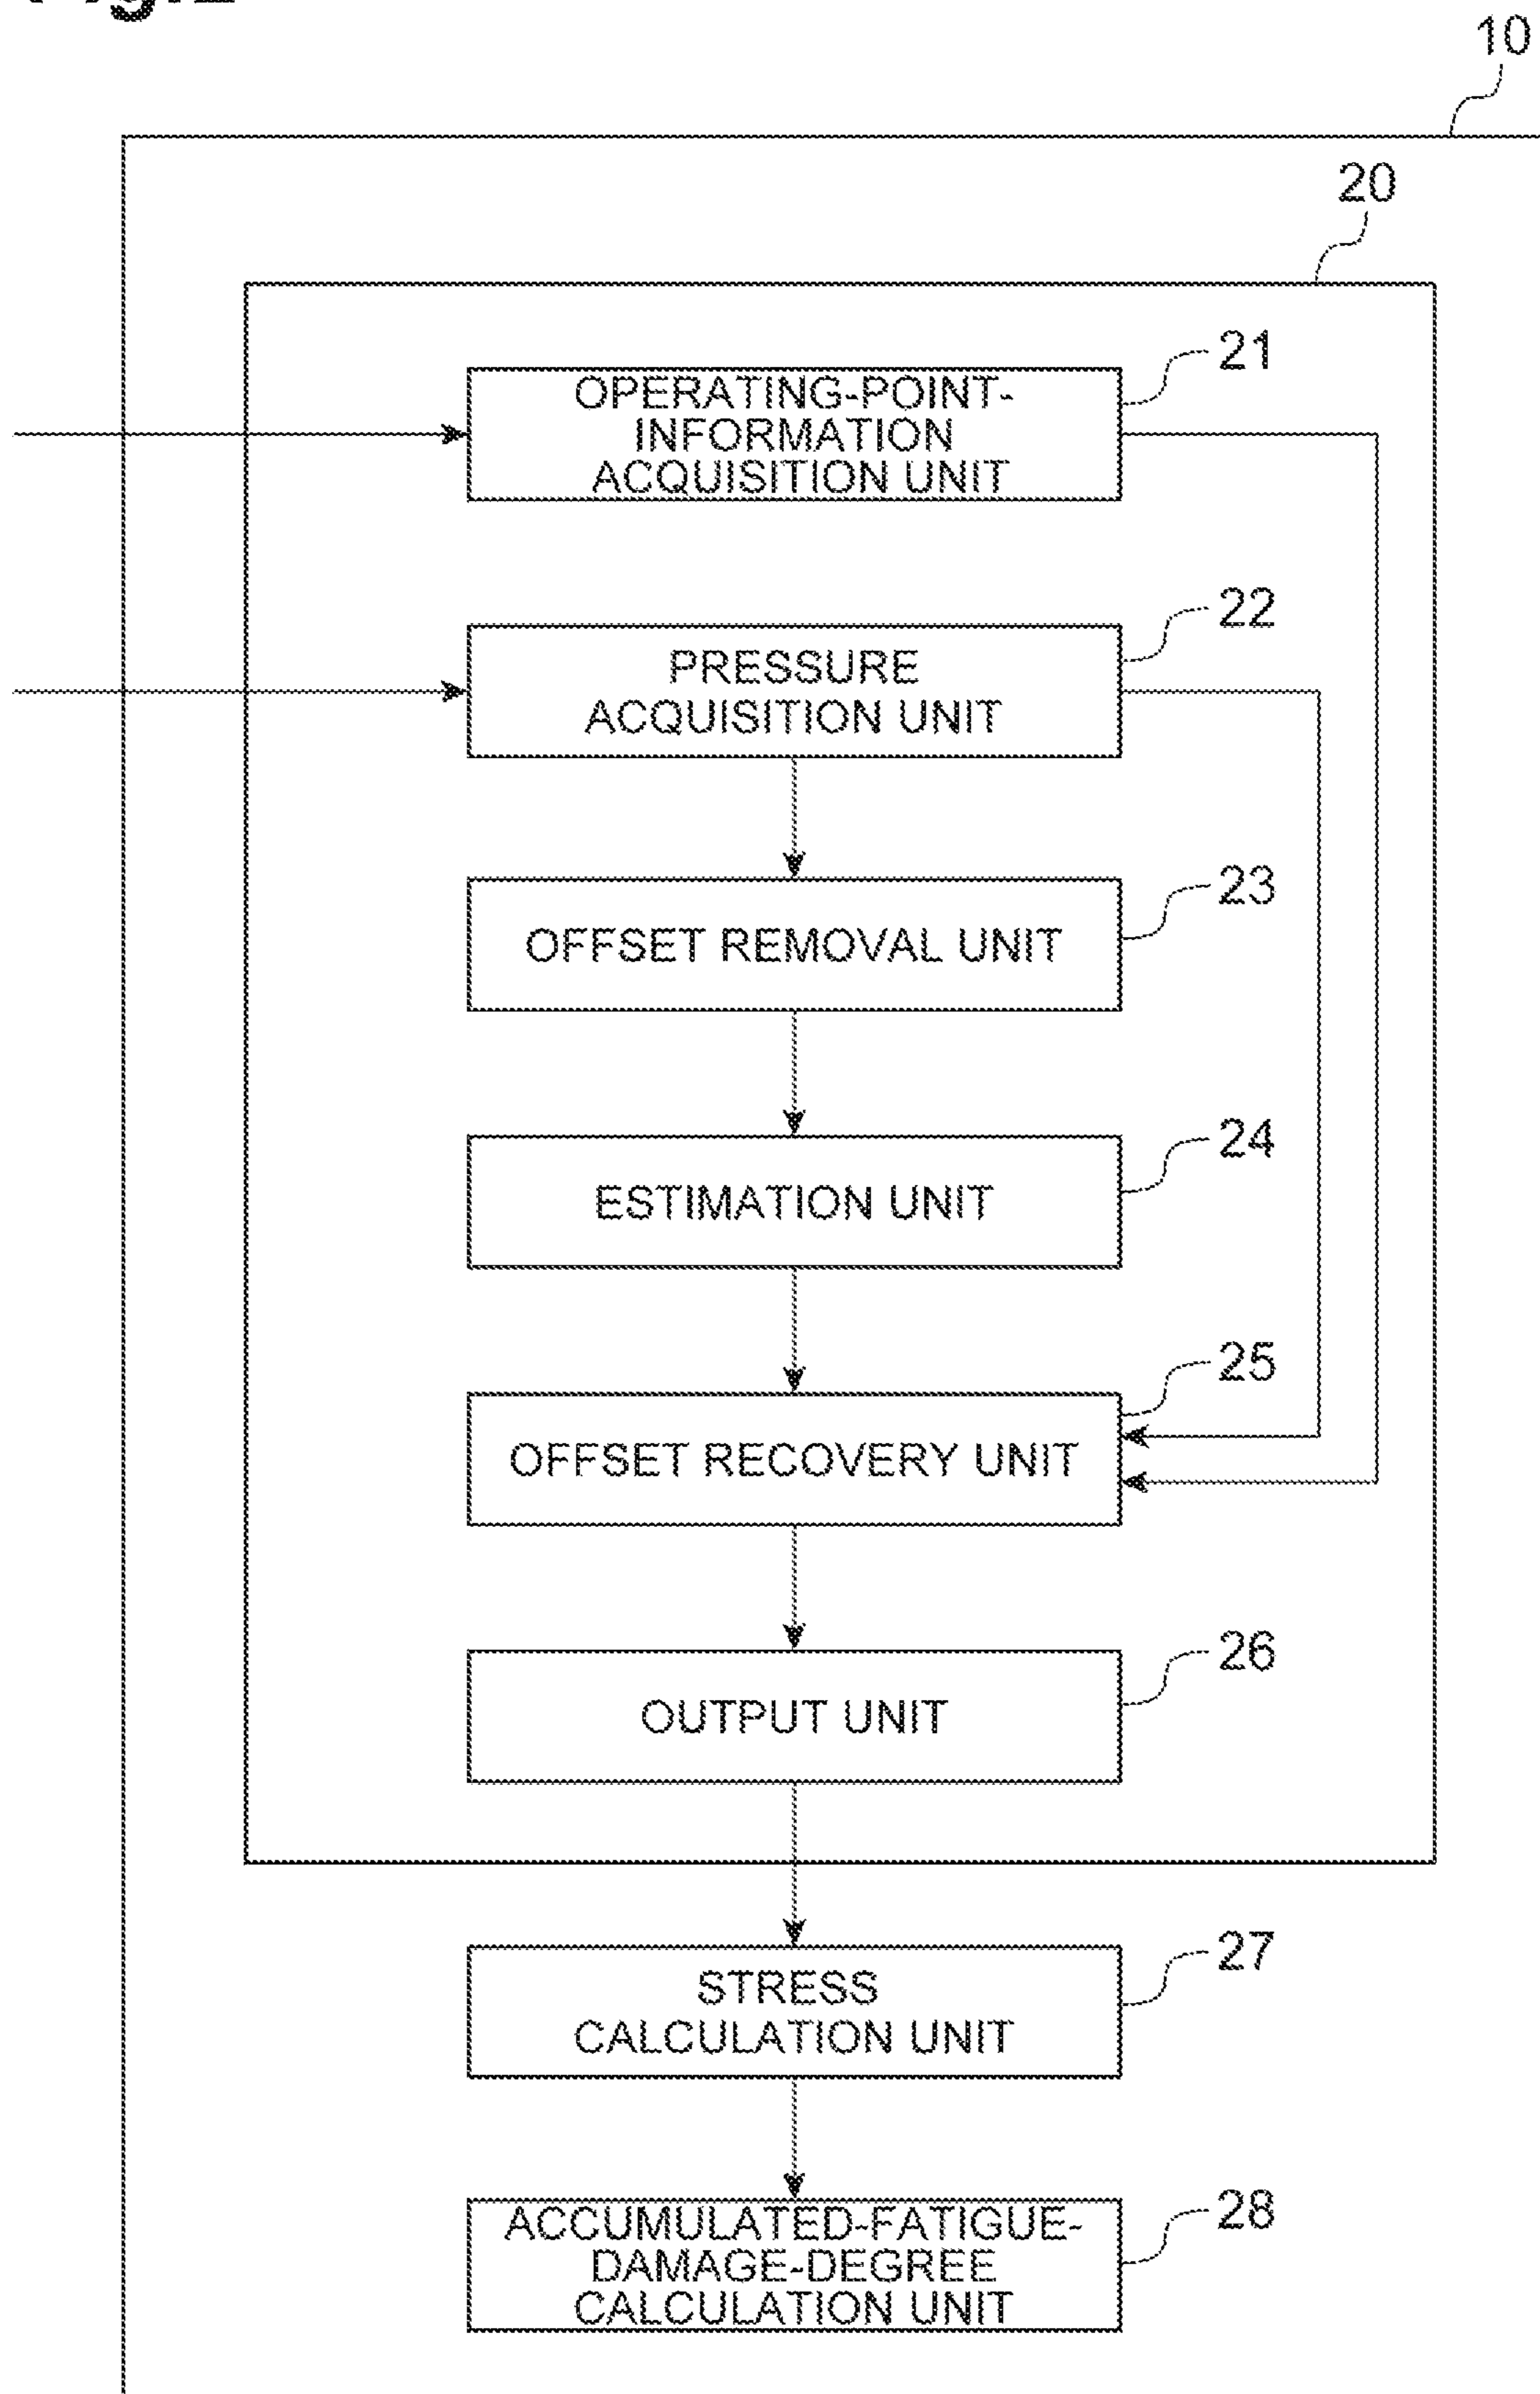 10
20
21
OPERATING-POINT-
INFORMATION
ACQUISITION UNIT
22
PRESSURE
ACQUISITION UNIT
23
OFFSET REMOVAL UNIT
24
ESTIMATION UNIT
25
OFFSET RECOVERY UNIT
26
OUTPUT UNIT
27
STRESS
CALCULATION UNIT
28
ACCUMULATED-FATIGUE-
DAMAGE-DEGREE
CALCULATION UNIT